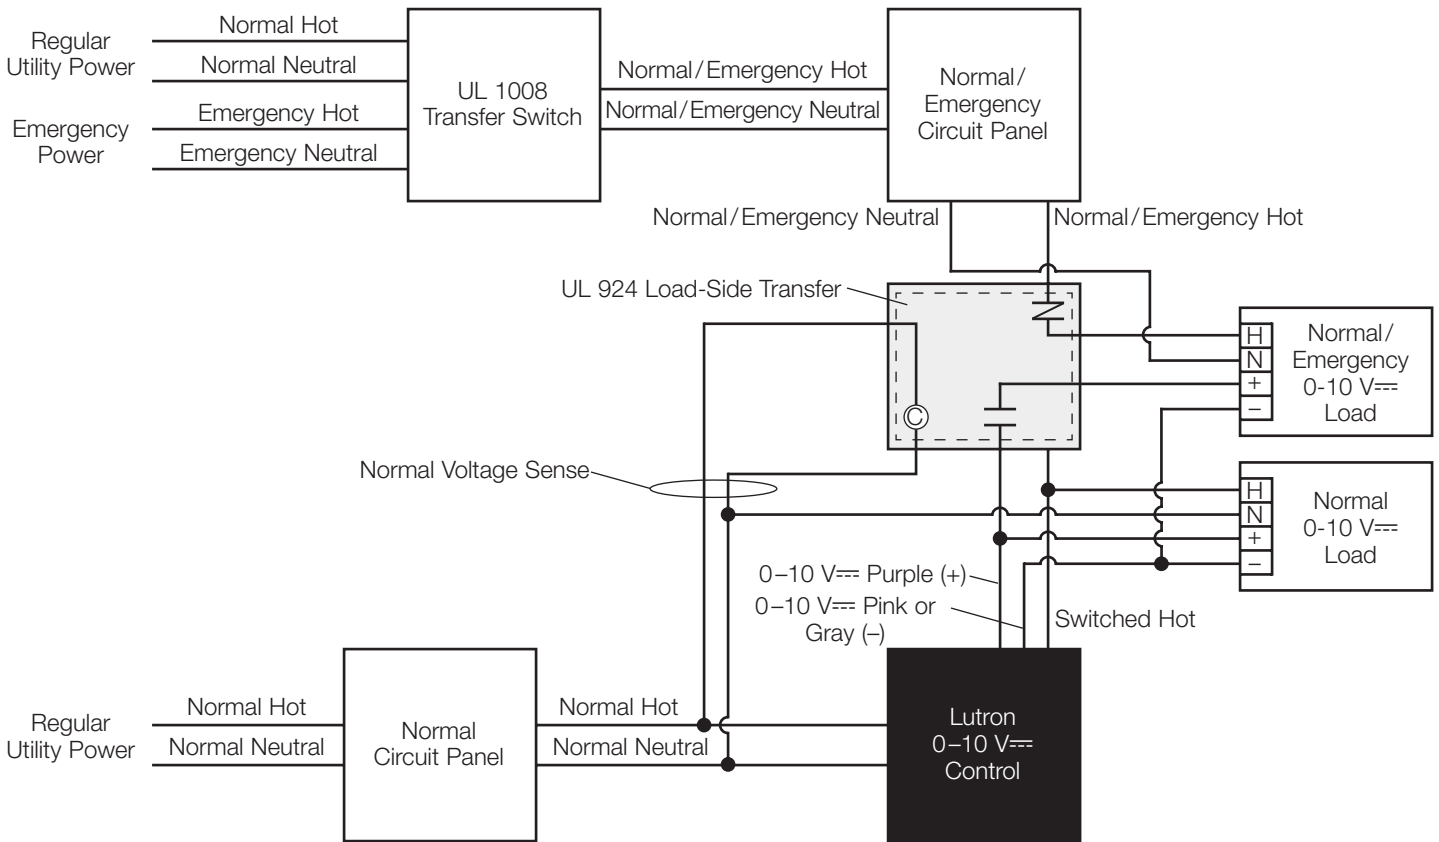 Regular
Utility Power
Normal Hot
Normal Neutral
Emergency
Power
Emergency Hot
Emergency Neutral
UL 1008
Transfer Switch
Normal/Emergency Hot
Normal/Emergency Neutral
Normal/
Emergency
Circuit Panel
Normal/Emergency Neutral
Normal/Emergency Hot
UL 924 Load-Side Transfer
C
H
N
+
–
Normal/
Emergency
0-10 V⎓
Load
Normal Voltage Sense
H
N
+
–
Normal
0-10 V⎓
Load
0–10 V⎓ Purple (+)
0–10 V⎓ Pink or
Gray (–)
Switched Hot
Regular
Utility Power
Normal Hot
Normal Neutral
Normal
Circuit Panel
Normal Hot
Normal Neutral
Lutron
0–10 V⎓
Control